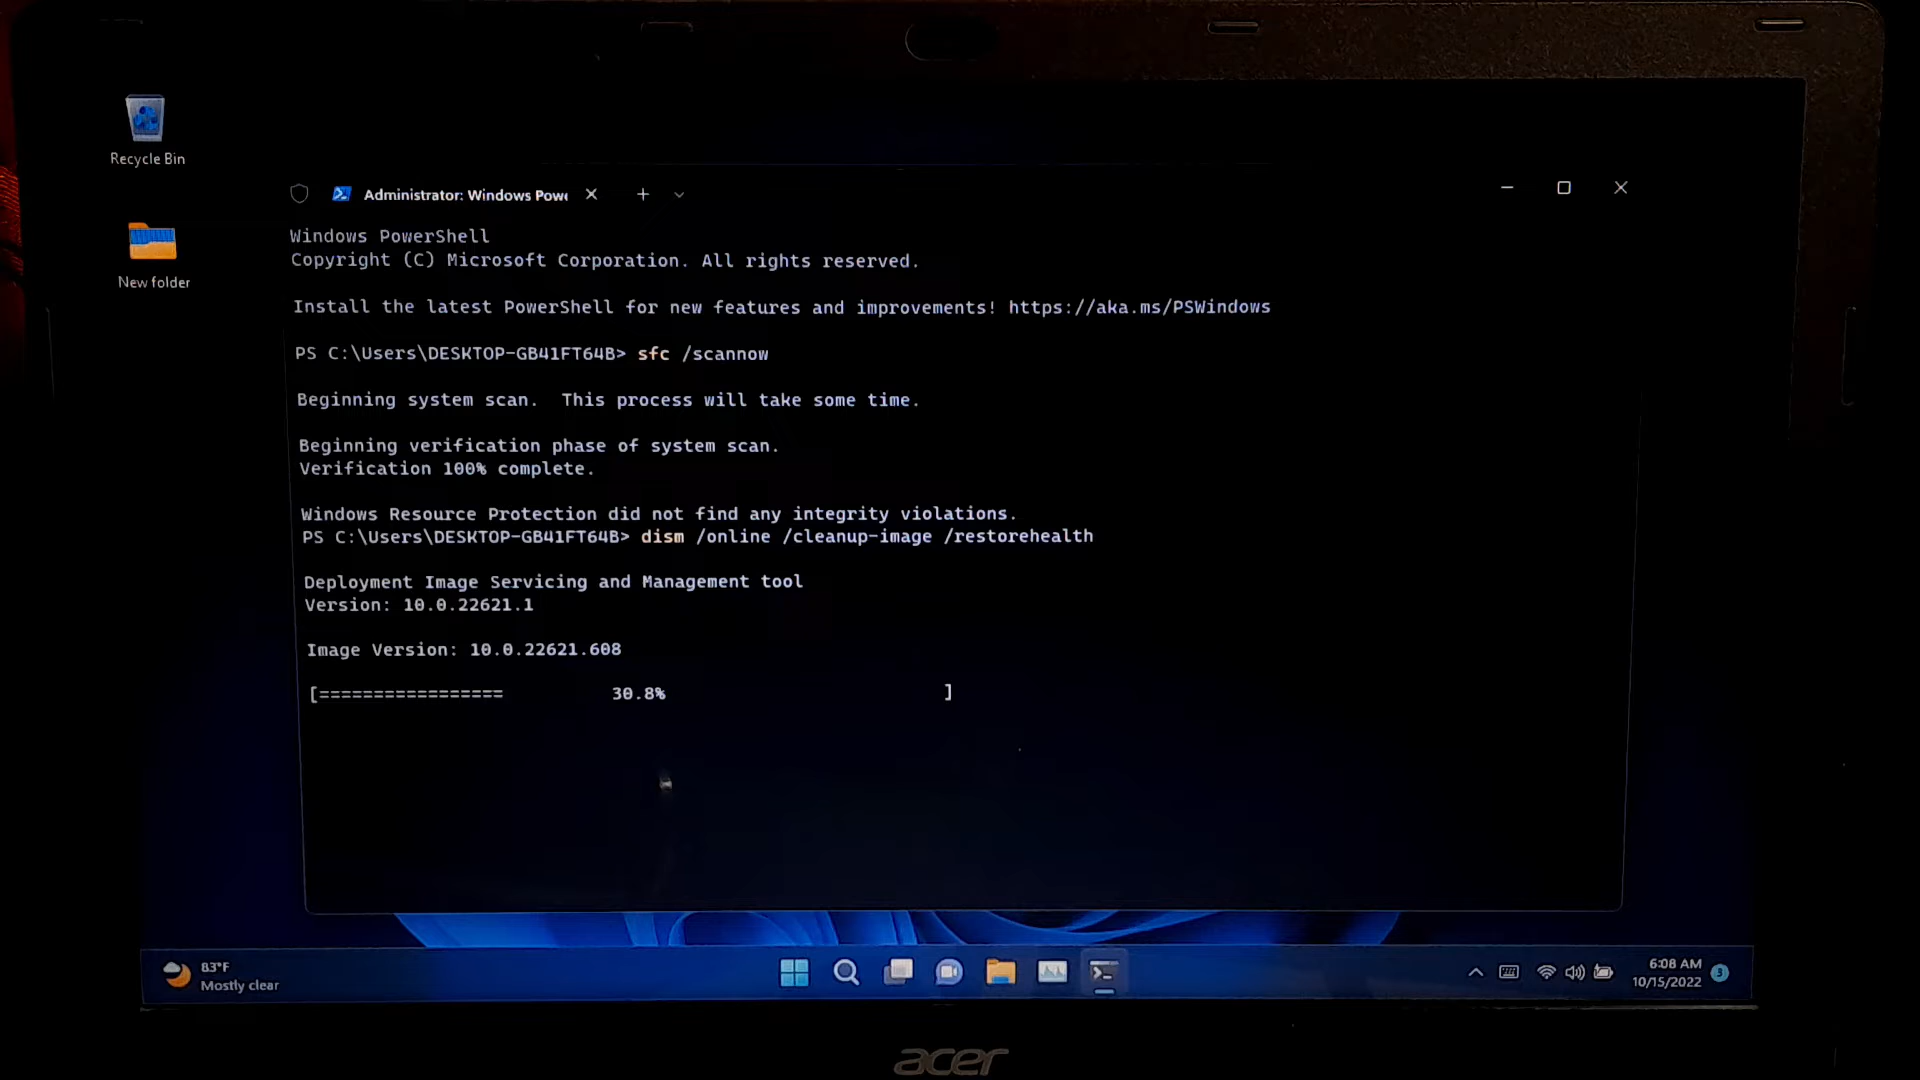 Recycle Bin
New folder
Administrator: Windows Powe
Windows PowerShell
Copyright (C) Microsoft Corporation. All rights reserved.
Install the latest PowerShell for new features and improvements! https://aka.ms/PSWindows
PS C:\Users\DESKTOP-GB41FT64B> sfc /scannow
Beginning system scan.  This process will take some time.
Beginning verification phase of system scan.
Verification 100% complete.
Windows Resource Protection did not find any integrity violations.
PS C:\Users\DESKTOP-GB41FT64B> dism /online /cleanup-image /restorehealth
Deployment Image Servicing and Management tool
Version: 10.0.22621.1
Image Version: 10.0.22621.608
[=================          30.8%                          ]
83°F
Mostly clear
6:08 AM
10/15/2022
3
acer